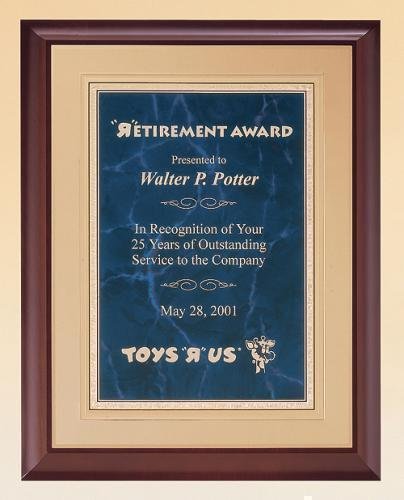 "Я"ETIREMENT AWARD
Presented to
Walter P. Potter
In Recognition of Your
25 Years of Outstanding
Service to the Company
May 28, 2001
TOYS "Я" US®